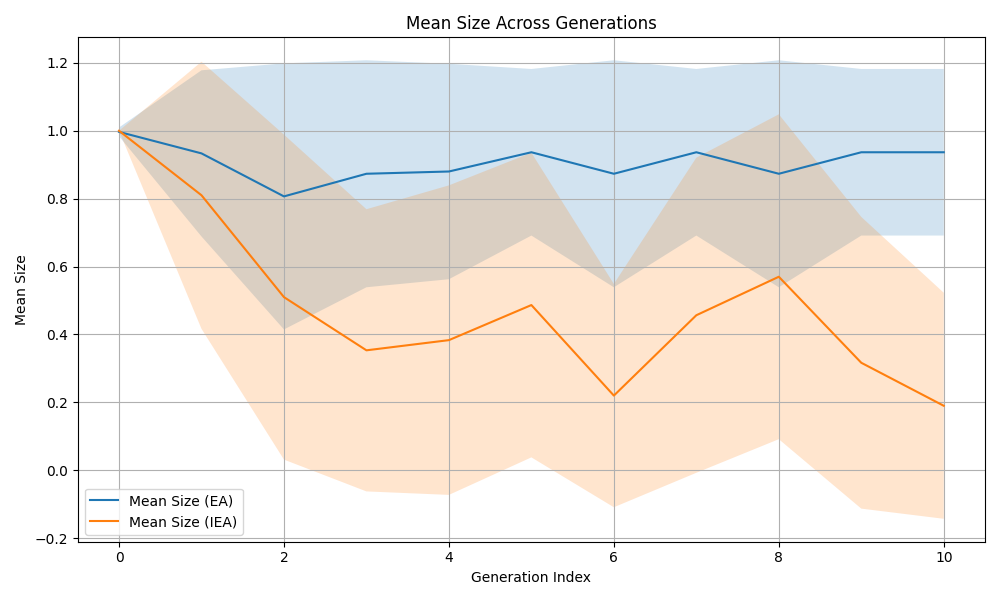 Mean Size Across Generations
Mean Size
1.2
1.0
0.8
0.6
0.4
0.2
0.0
−0.2
Mean Size (EA)
Mean Size (IEA)
0 2 4 6 8 10
Generation Index